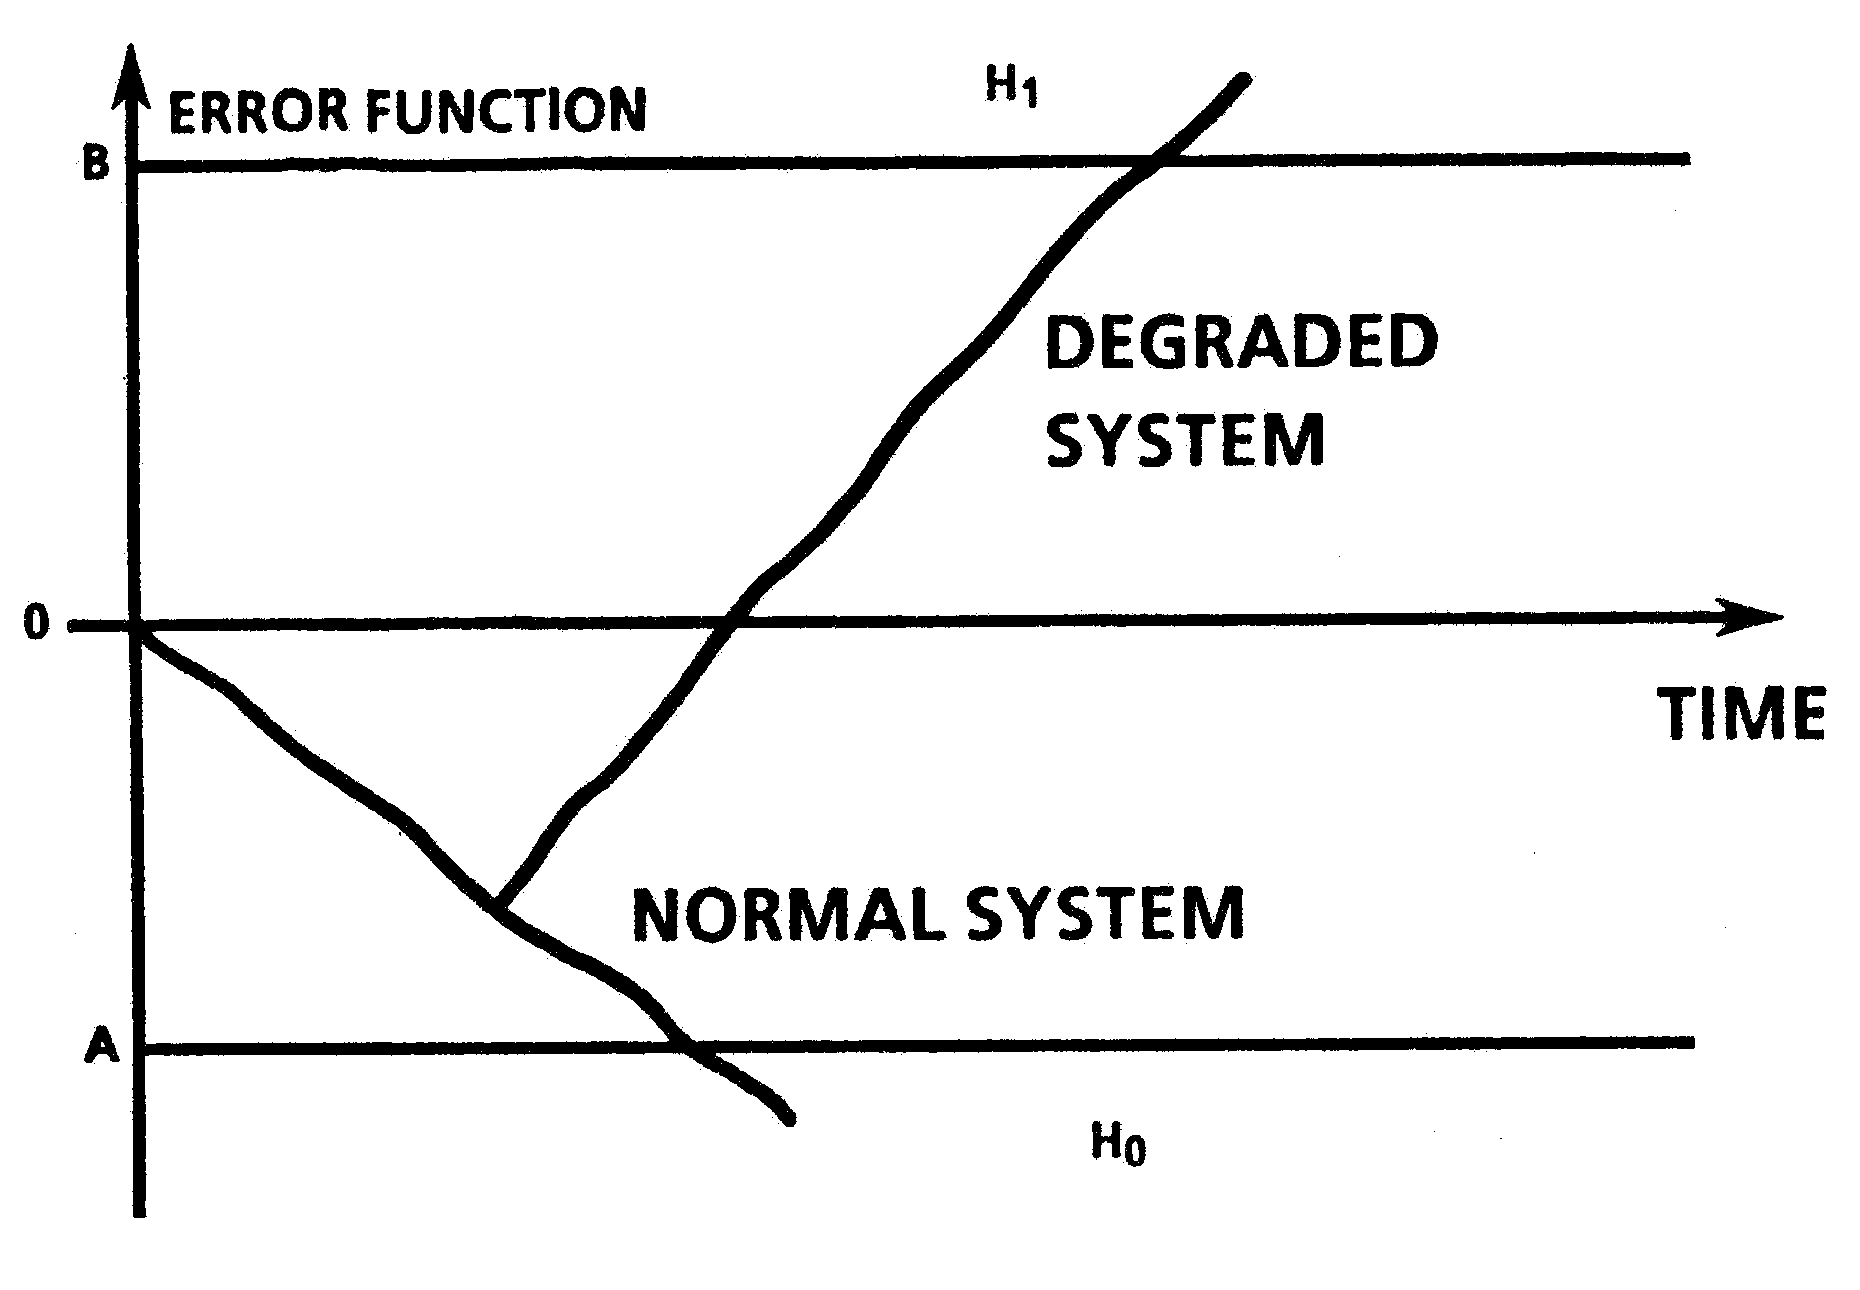 H₁
ERROR FUNCTION
B
DEGRADED
SYSTEM
0
TIME
NORMAL SYSTEM
A
H₀